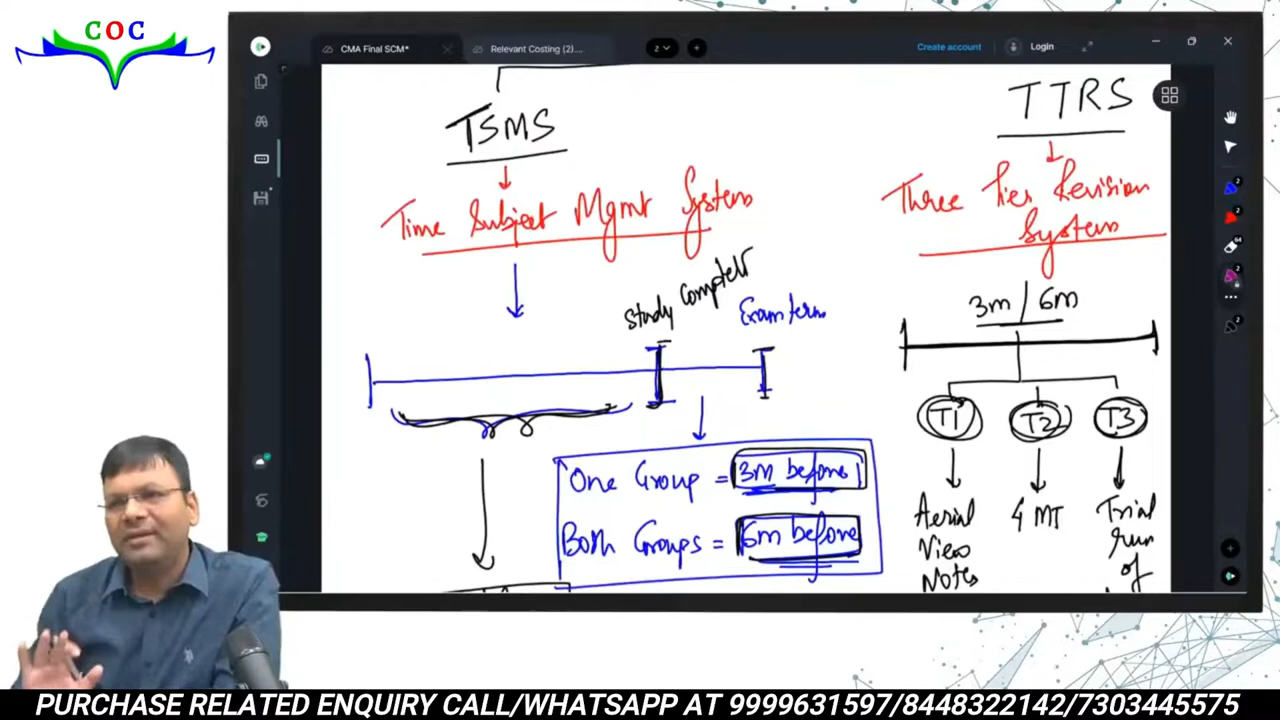 COC
CMA Final SCM*
Relevant Costing (2)....
2
Create account
Login
TSMS
Time Subject Mgmt System
study complete
Exam term
One Group = 3m before
Both Groups = 6m before
TTRS
Three Tier Revision
System
3m / 6m
T1
T2
T3
Aerial
View
Notes
4 MT
Trial
Run
of
PURCHASE RELATED ENQUIRY CALL/WHATSAPP AT 9999631597/8448322142/7303445575